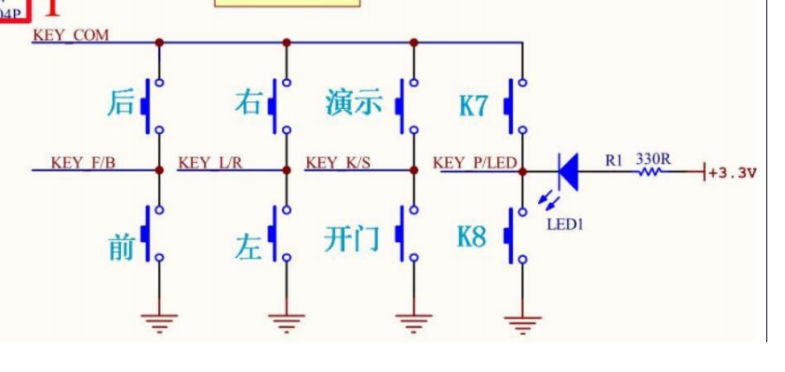 04P
1
KEY_COM
后 右 演示 K7
KEY_F/B KEY_L/R KEY_K/S KEY_P/LED R1 330R +3.3V
LED1
前 左 开门 K8